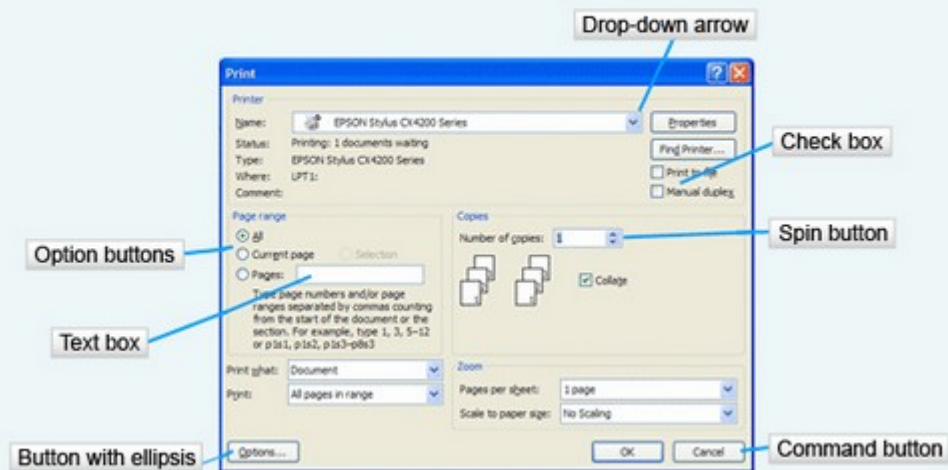 Drop-down arrow
Print
Printer
Name: EPSON Stylus CX4200 Series Properties
Status: Printing: 1 documents waiting
Find Printer...
Type: EPSON Stylus CX4200 Series
Check box
Where: LPT1:
Print to file
Comment:
Manual duplex
Page range
Copies
All
Number of copies: 1
Spin button
Option buttons
Current page Selection
Pages:
Collate
Type page numbers and/or page
ranges separated by commas counting
from the start of the document or the
section. For example, type 1, 3, 5–12
or p1s1, p1s2, p1s3–p8s3
Text box
Print what: Document
Zoom
Print: All pages in range
Pages per sheet: 1 page
Scale to paper size: No Scaling
Button with ellipsis
Options...
OK
Cancel
Command button